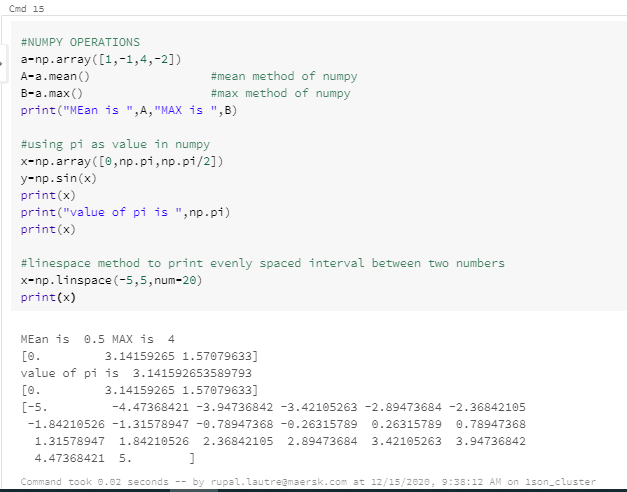 Cmd 15
#NUMPY OPERATIONS
a=np.array([1,-1,4,-2])
A=a.mean() #mean method of numpy
B=a.max() #max method of numpy
print("MEan is ",A,"MAX is ",B)
#using pi as value in numpy
x=np.array([0,np.pi,np.pi/2])
y=np.sin(x)
print(x)
print("value of pi is ",np.pi)
print(x)
#linespace method to print evenly spaced interval between two numbers
x=np.linspace(-5,5,num=20)
print(x)
MEan is  0.5 MAX is  4
[0.         3.14159265 1.57079633]
value of pi is  3.141592653589793
[0.         3.14159265 1.57079633]
[-5.         -4.47368421 -3.94736842 -3.42105263 -2.89473684 -2.36842105
 -1.84210526 -1.31578947 -0.78947368 -0.26315789  0.26315789  0.78947368
  1.31578947  1.84210526  2.36842105  2.89473684  3.42105263  3.94736842
  4.47368421  5.        ]
Command took 0.02 seconds -- by rupal.lautre@maersk.com at 12/15/2020, 9:38:12 AM on 1son_cluster